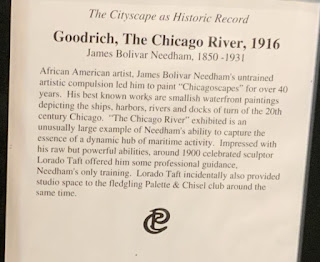 The Cityscape as Historic Record
Goodrich, The Chicago River, 1916
James Bolivar Needham, 1850 -1931
African American artist, James Bolivar Needham's untrained
artistic compulsion led him to paint “Chicagoscapes” for over 40
years. His best known works are smallish waterfront paintings
depicting the ships, harbors, rivers and docks of turn of the 20th
century Chicago. “The Chicago River” exhibited is an
unusually large example of Needham's ability to capture the
essence of a dynamic hub of maritime activity. Impressed with
his raw but powerful abilities, around 1900 celebrated sculptor
Lorado Taft offered him some professional guidance,
Needham's only training. Lorado Taft incidentally also provided
studio space to the fledgling Palette & Chisel club around the
same time.